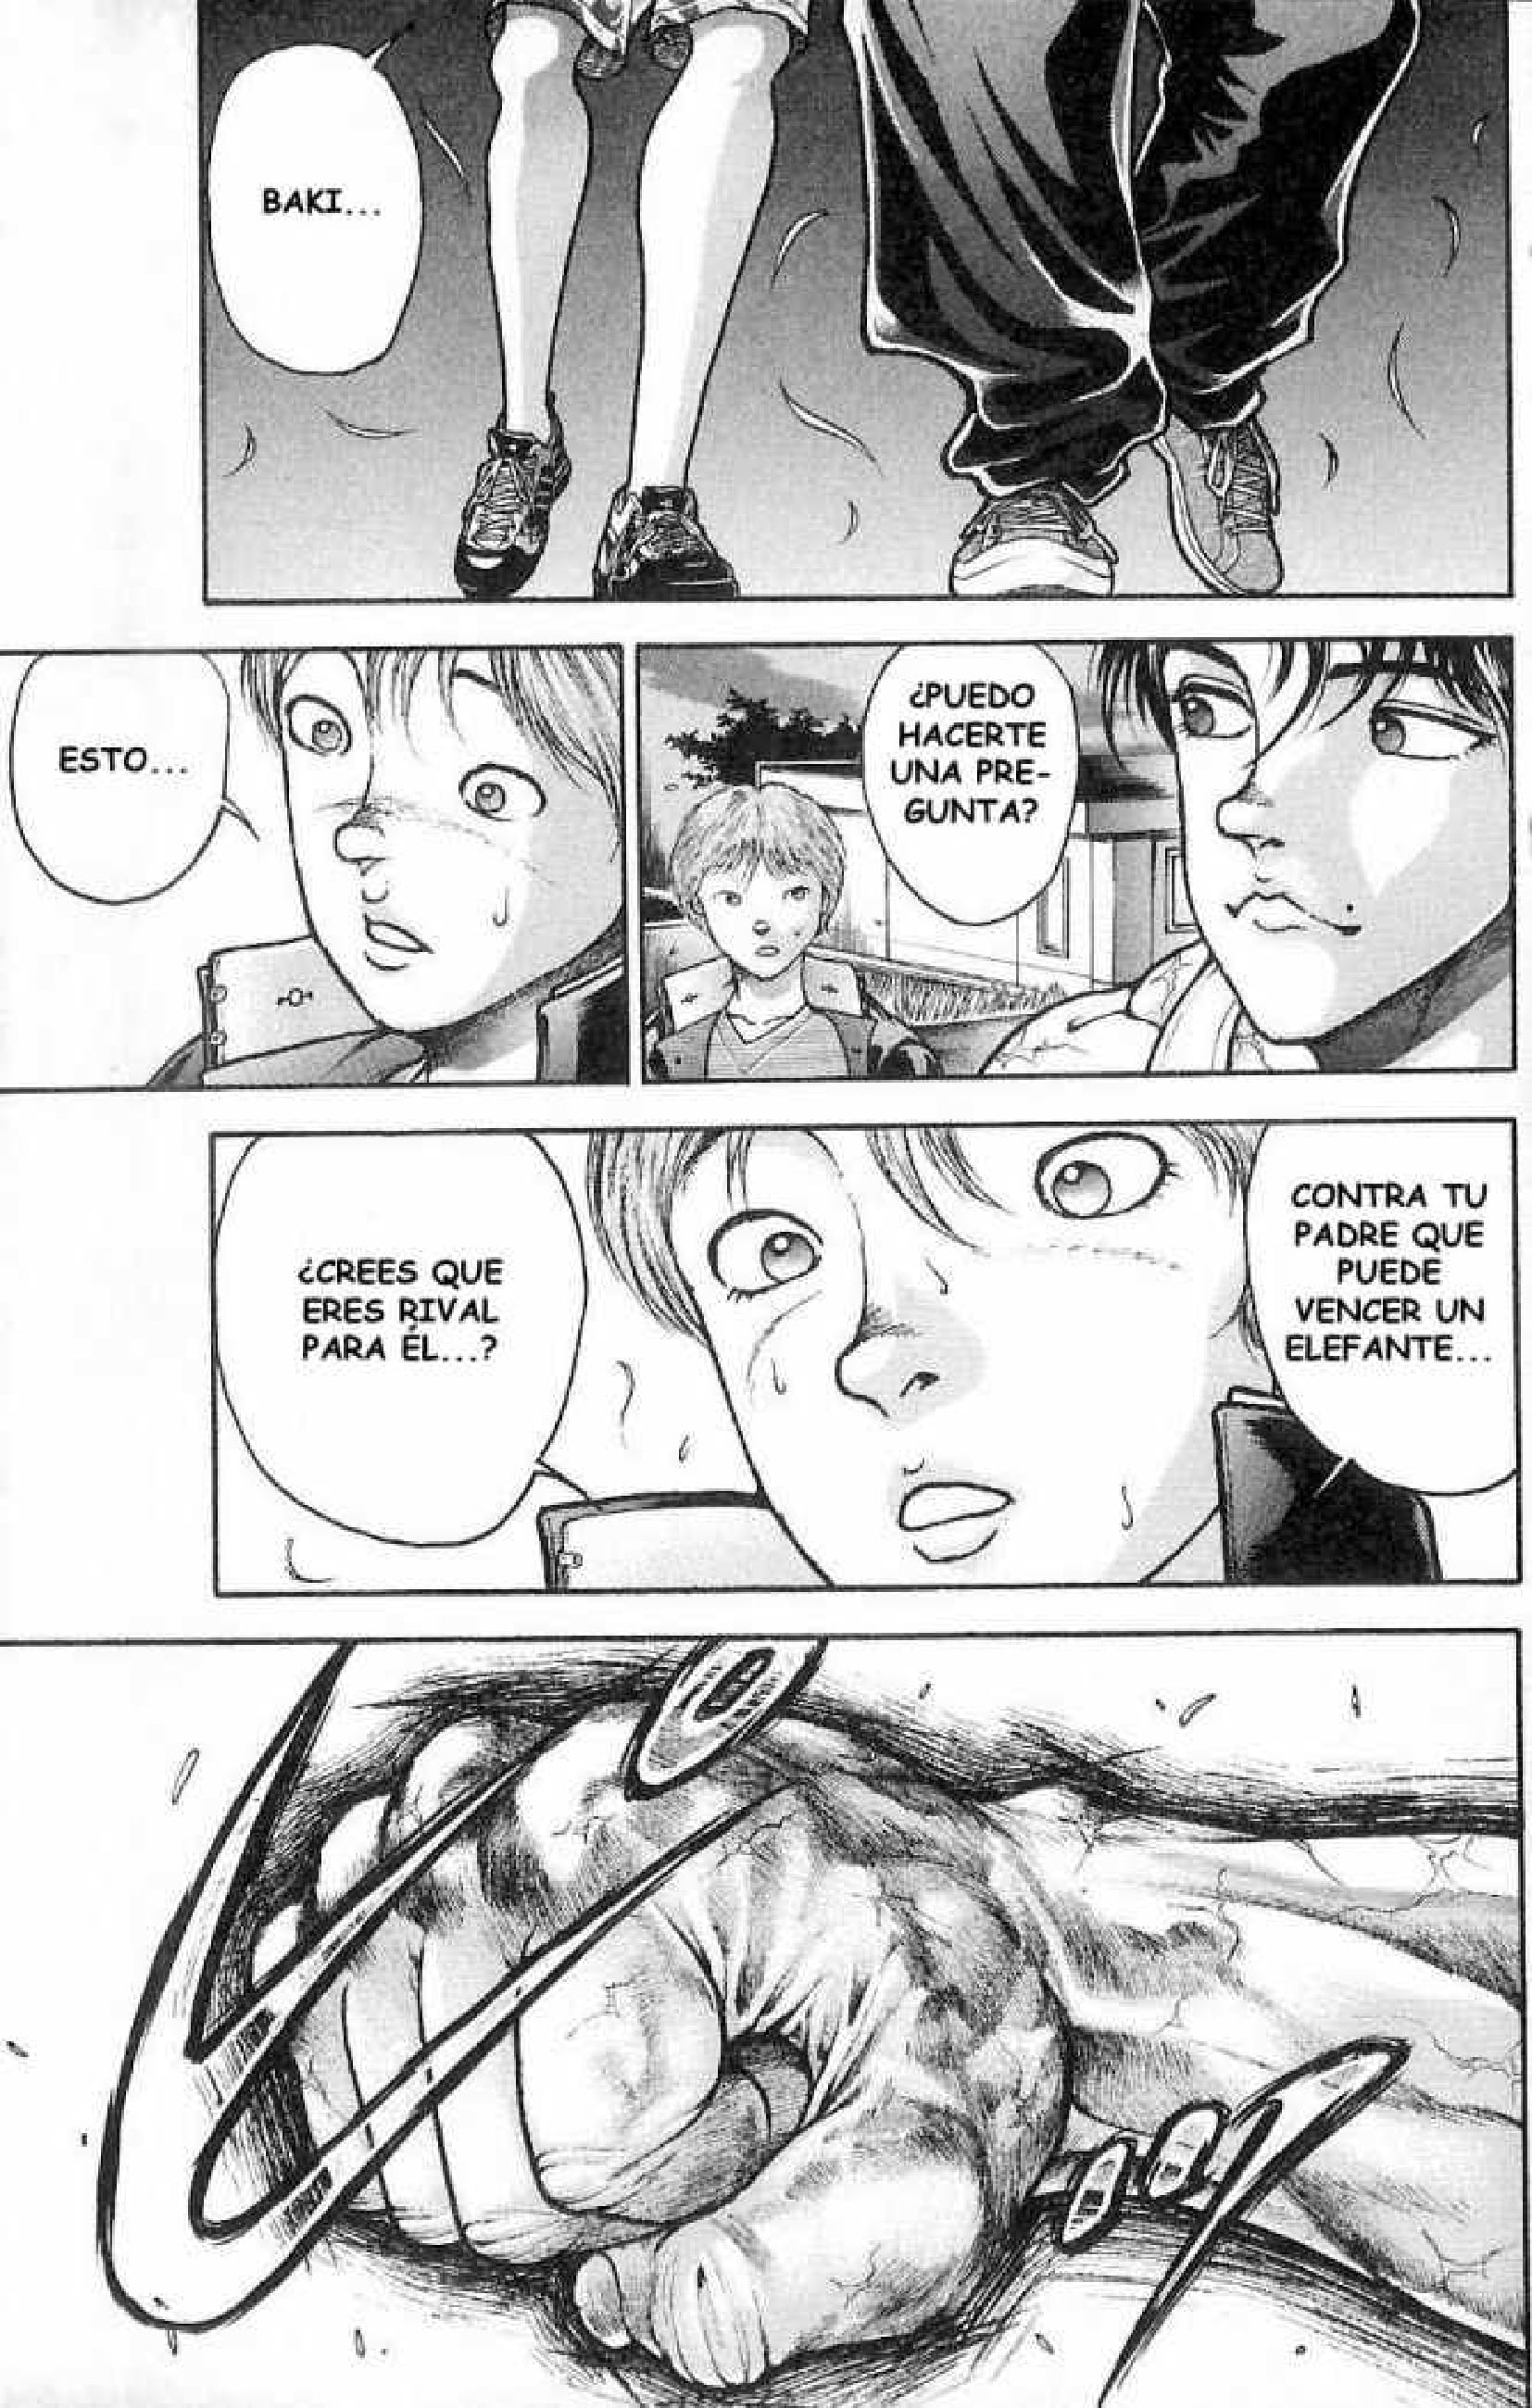 BAKI...
¿PUEDO
HACERTE
UNA PRE-
GUNTA?
ESTO...
CONTRA TU
PADRE QUE
PUEDE
VENCER UN
ELEFANTE...
¿CREES QUE
ERES RIVAL
PARA ÉL...?